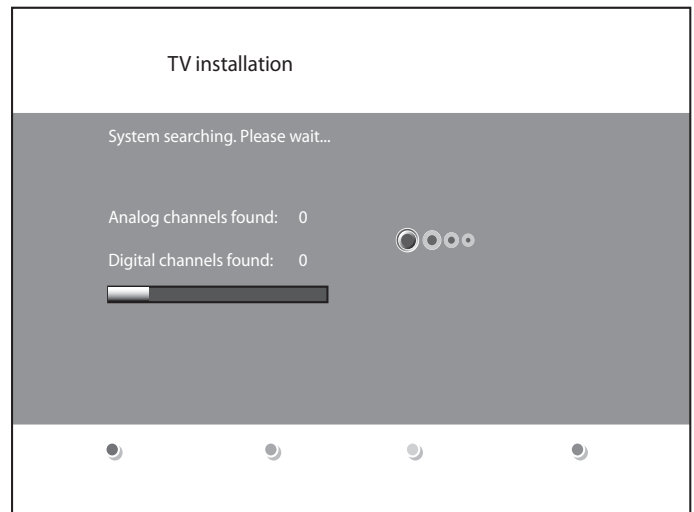 TV installation
System searching. Please wait...
Analog channels found: 0
Digital channels found: 0